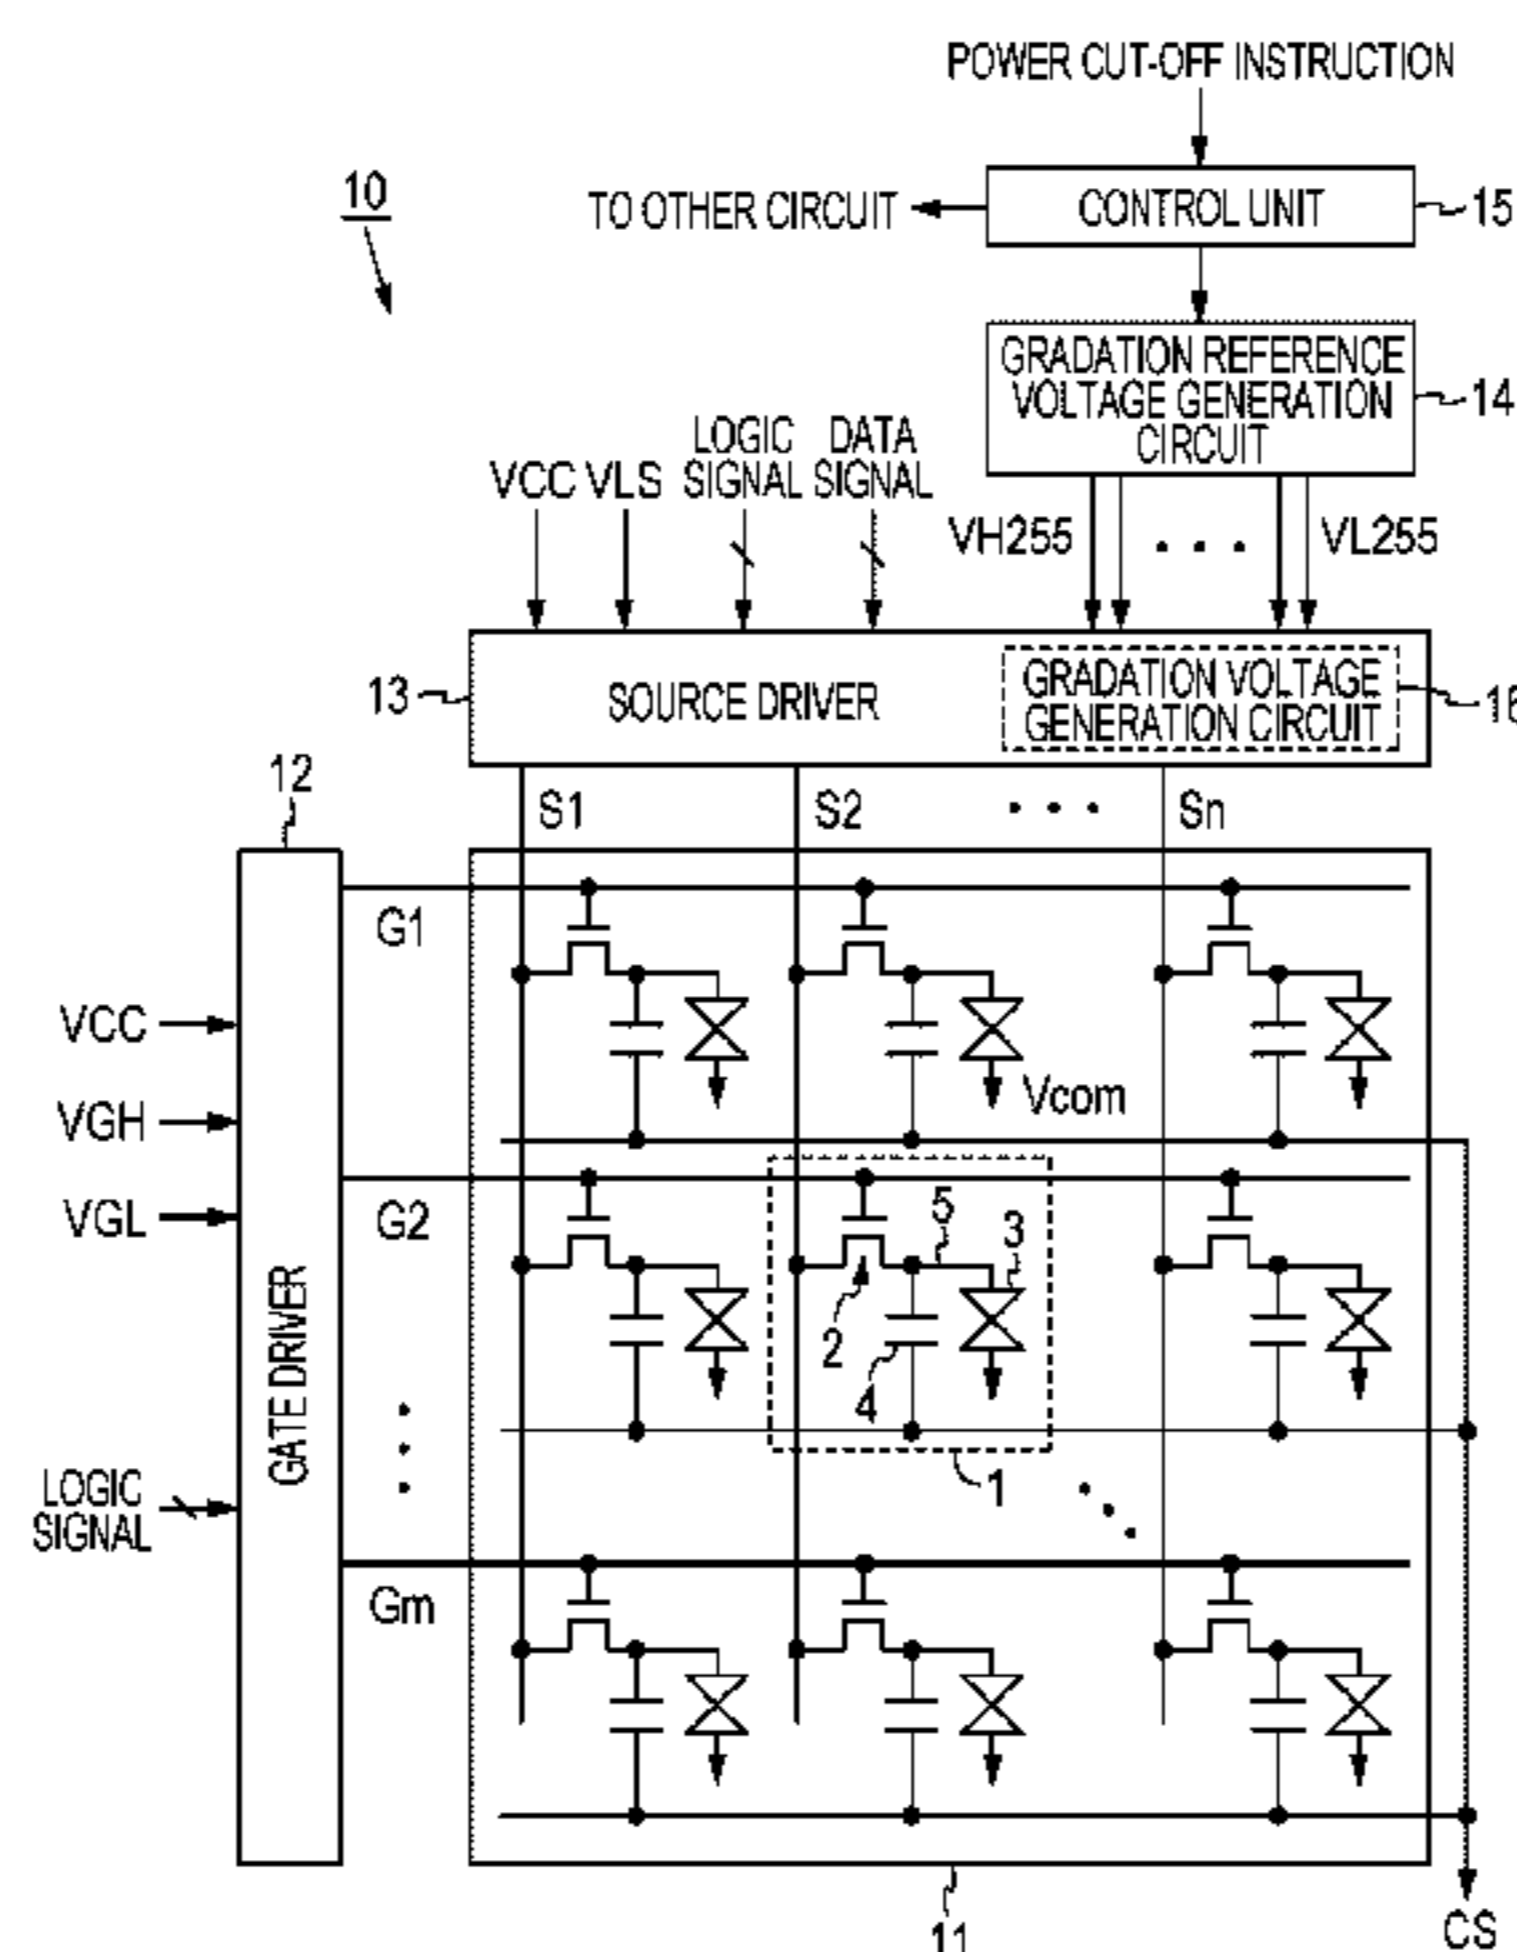 POWER CUT-OFF INSTRUCTION
10
TO OTHER CIRCUIT
CONTROL UNIT
15
GRADATION REFERENCE
VOLTAGE GENERATION
CIRCUIT
14
VCC
VLS
LOGIC
SIGNAL
DATA
SIGNAL
VH255
• • •
VL255
13
SOURCE DRIVER
GRADATION VOLTAGE
GENERATION CIRCUIT
16
12
S1
S2
• • •
Sn
G1
VCC
VGH
VGL
LOGIC
SIGNAL
GATE DRIVER
Vcom
G2
5
3
2
4
1
Gm
11
CS